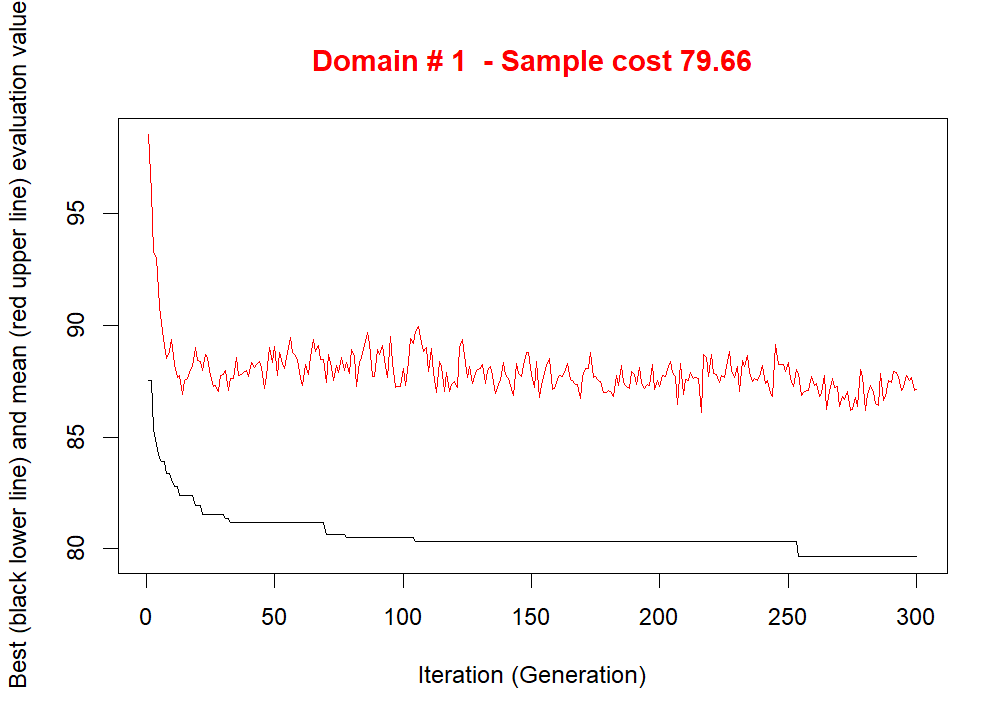 Domain # 1  - Sample cost 79.66
Best (black lower line) and mean (red upper line) evaluation value
95
90
85
80
0 50 100 150 200 250 300
Iteration (Generation)